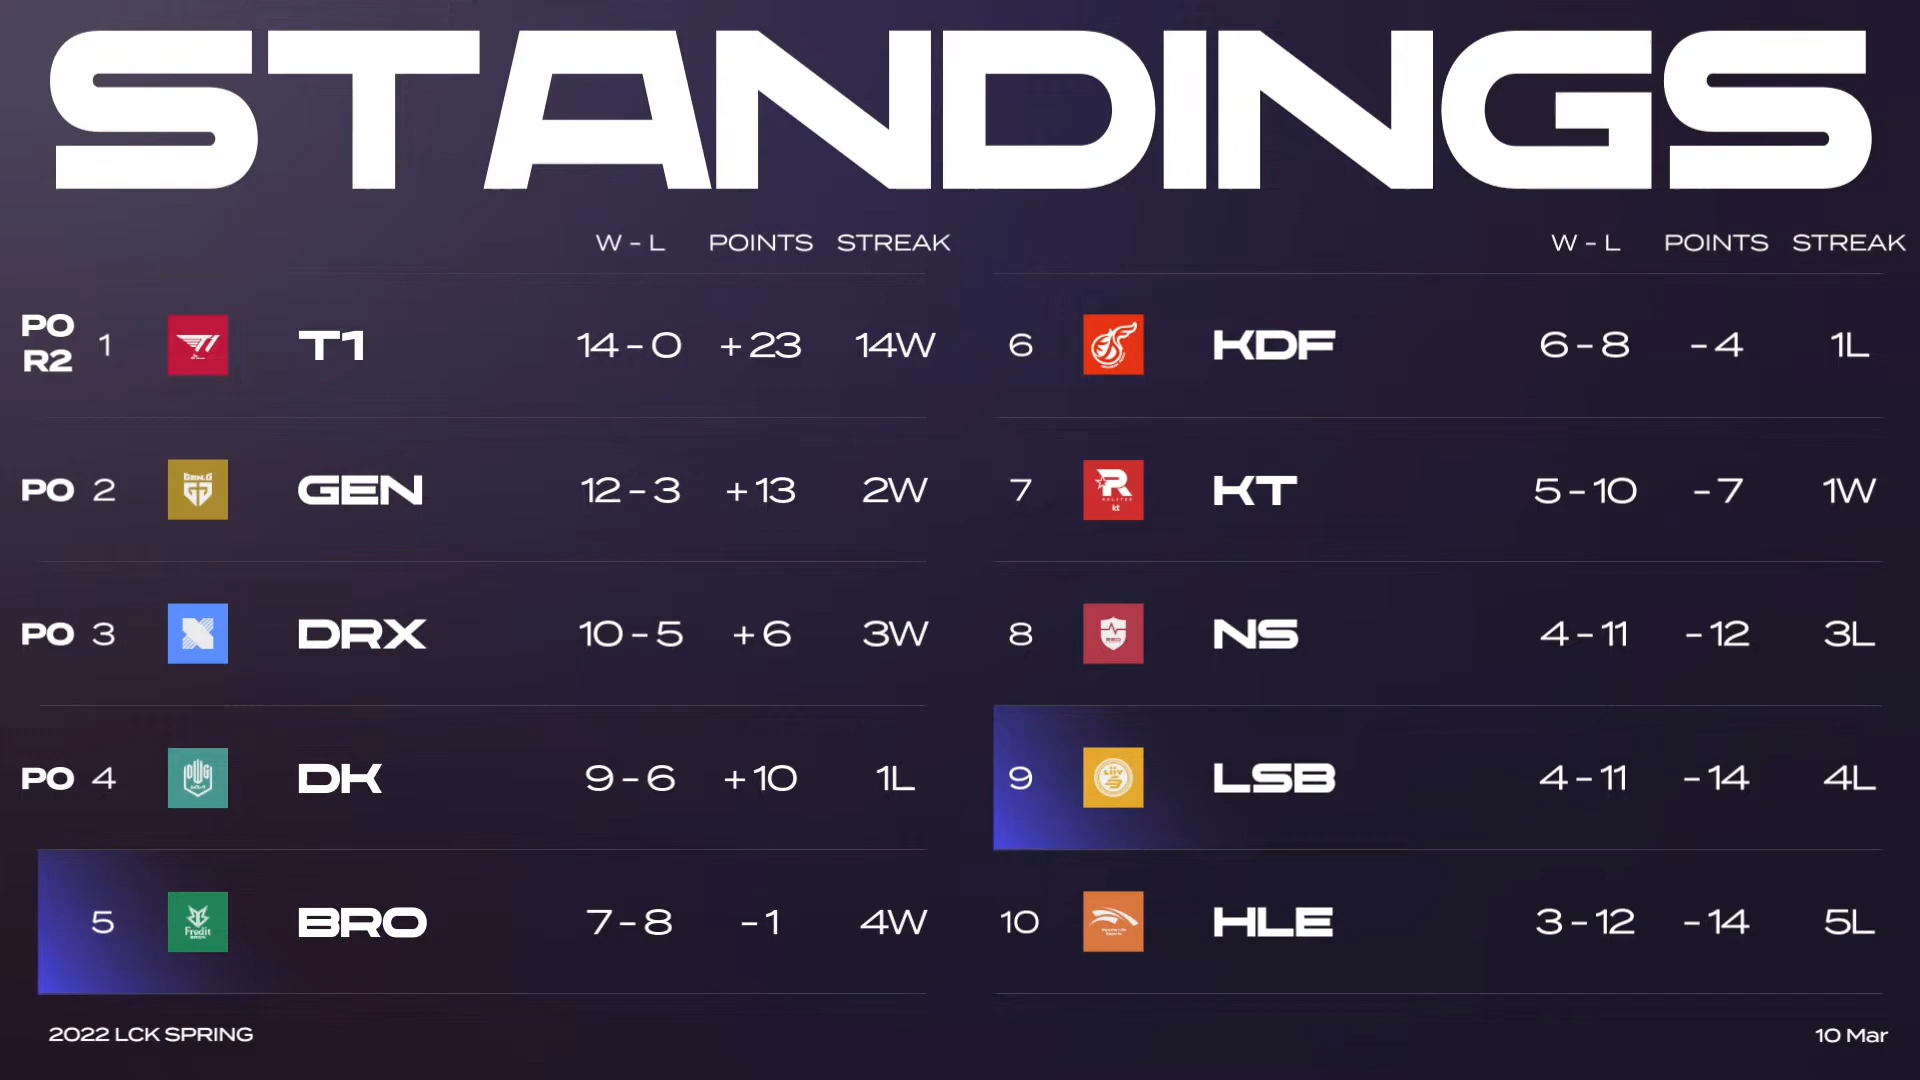 STANDINGS
W - L POINTS STREAK
PO R2 1 T1 14 - 0 +23 14W
PO 2 GEN.G GEN 12 - 3 +13 2W
PO 3 DRX 10 - 5 +6 3W
PO 4 DK 9 - 6 +10 1L
5 Fredit BRO 7 - 8 -1 4W
W - L POINTS STREAK
6 KDF 6 - 8 -4 1L
7 R kt KT 5 - 10 -7 1W
8 NS 4 - 11 -12 3L
9 LSB 4 - 11 -14 4L
10 HLE 3 - 12 -14 5L
2022 LCK SPRING
10 Mar